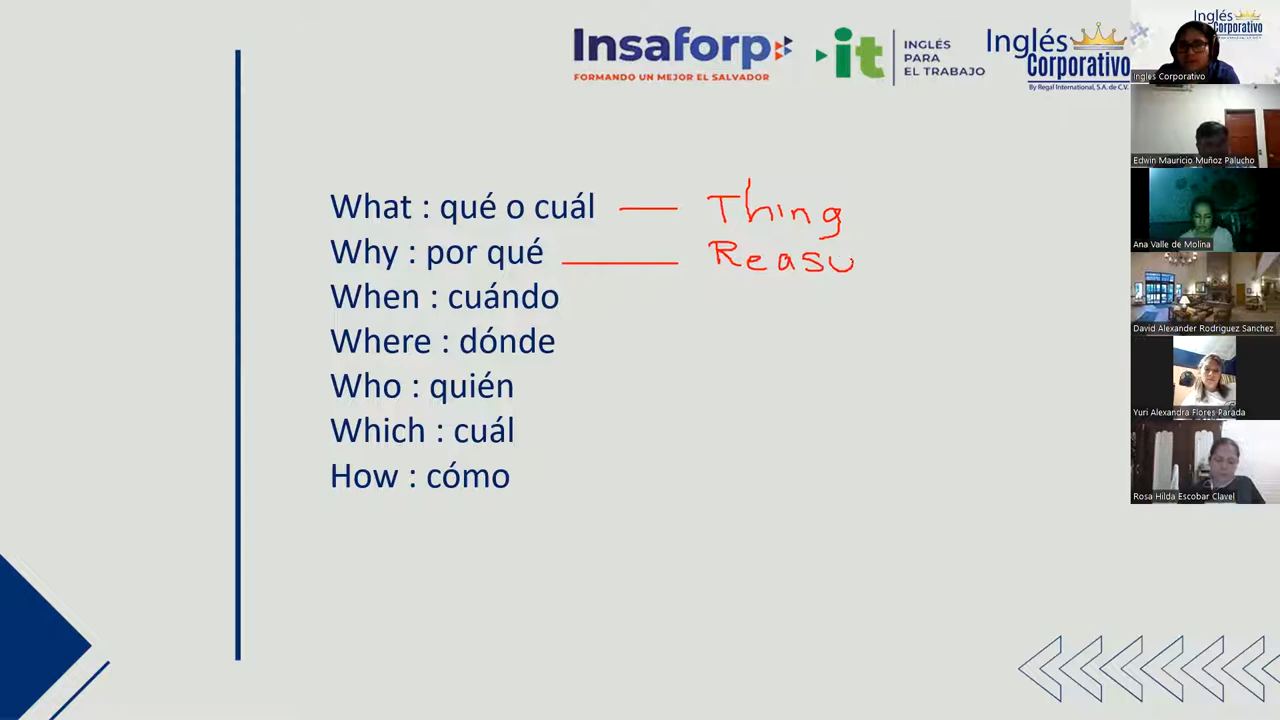 Insaforp
FORMANDO UN MEJOR EL SALVADOR
it
INGLÉS
PARA
EL TRABAJO
Inglés
Corporativo
By Regal International, S.A. de C.V.
What : qué o cuál — Thing
Why : por qué — Reasu
When : cuándo
Where : dónde
Who : quién
Which : cuál
How : cómo
Inglés
Corporativo
Ingles Corporativo
Edwin Mauricio Muñoz Palucho
Ana Valle de Molina
David Alexander Rodriguez Sanchez
Yuri Alexandra Flores Parada
Rosa Hilda Escobar Clavel